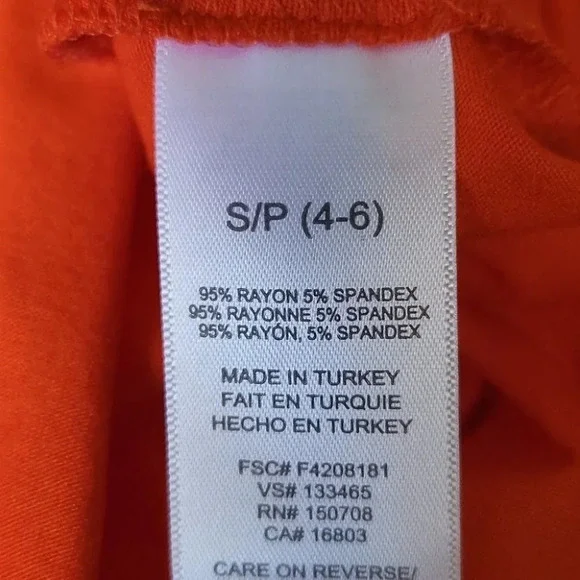 S/P (4-6)
95% RAYON 5% SPANDEX
95% RAYONNE 5% SPANDEX
95% RAYÓN, 5% SPANDEX
MADE IN TURKEY
FAIT EN TURQUIE
HECHO EN TURKEY
FSC# F4208181
VS# 133465
RN# 150708
CA# 16803
CARE ON REVERSE/